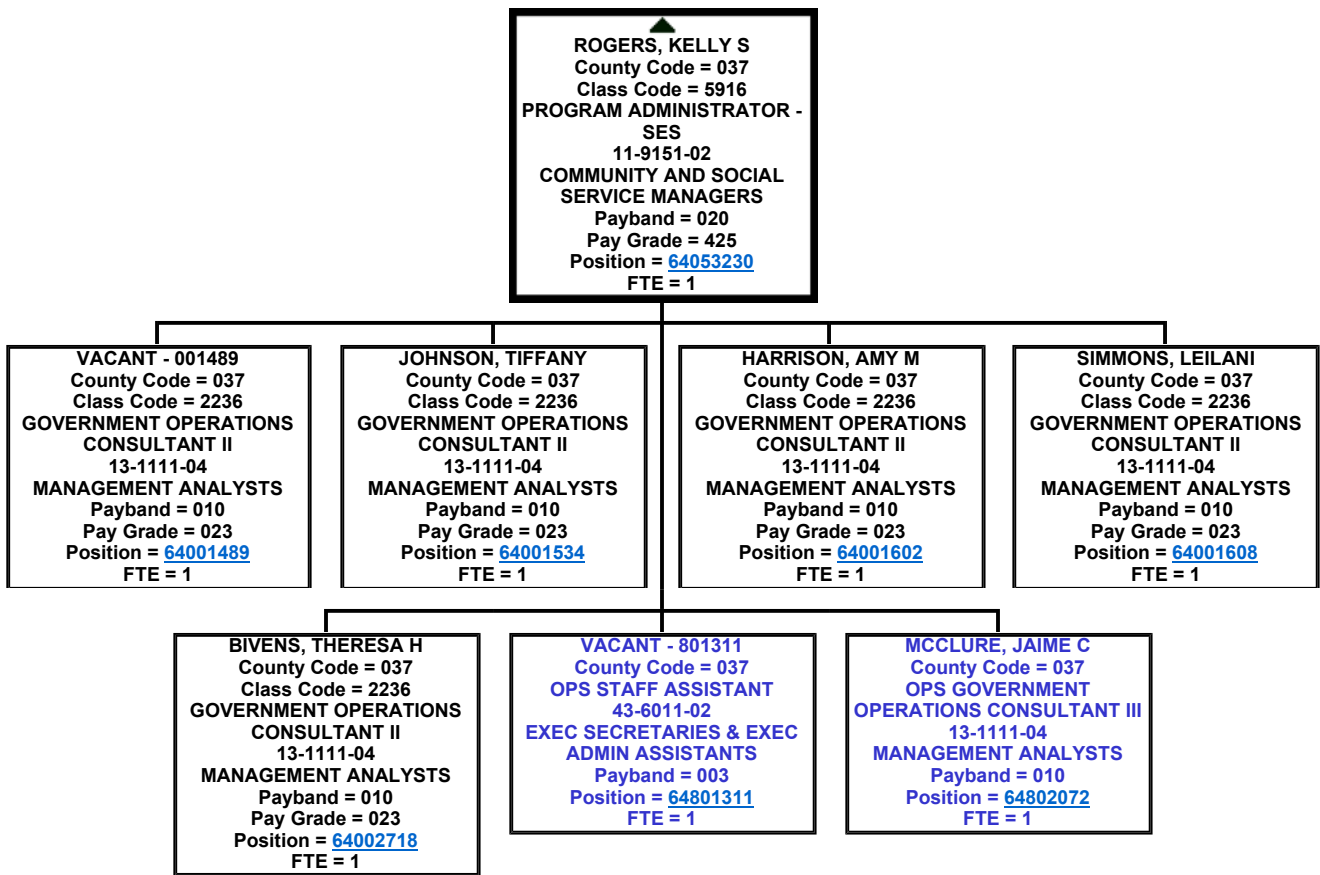 ROGERS, KELLY S
County Code = 037
Class Code = 5916
PROGRAM ADMINISTRATOR -
SES
11-9151-02
COMMUNITY AND SOCIAL
SERVICE MANAGERS
Payband = 020
Pay Grade = 425
Position = 64053230
FTE = 1
VACANT - 001489
County Code = 037
Class Code = 2236
GOVERNMENT OPERATIONS
CONSULTANT II
13-1111-04
MANAGEMENT ANALYSTS
Payband = 010
Pay Grade = 023
Position = 64001489
FTE = 1
JOHNSON, TIFFANY
County Code = 037
Class Code = 2236
GOVERNMENT OPERATIONS
CONSULTANT II
13-1111-04
MANAGEMENT ANALYSTS
Payband = 010
Pay Grade = 023
Position = 64001534
FTE = 1
HARRISON, AMY M
County Code = 037
Class Code = 2236
GOVERNMENT OPERATIONS
CONSULTANT II
13-1111-04
MANAGEMENT ANALYSTS
Payband = 010
Pay Grade = 023
Position = 64001602
FTE = 1
SIMMONS, LEILANI
County Code = 037
Class Code = 2236
GOVERNMENT OPERATIONS
CONSULTANT II
13-1111-04
MANAGEMENT ANALYSTS
Payband = 010
Pay Grade = 023
Position = 64001608
FTE = 1
BIVENS, THERESA H
County Code = 037
Class Code = 2236
GOVERNMENT OPERATIONS
CONSULTANT II
13-1111-04
MANAGEMENT ANALYSTS
Payband = 010
Pay Grade = 023
Position = 64002718
FTE = 1
VACANT - 801311
County Code = 037
OPS STAFF ASSISTANT
43-6011-02
EXEC SECRETARIES & EXEC
ADMIN ASSISTANTS
Payband = 003
Position = 64801311
FTE = 1
MCCLURE, JAIME C
County Code = 037
OPS GOVERNMENT
OPERATIONS CONSULTANT III
13-1111-04
MANAGEMENT ANALYSTS
Payband = 010
Position = 64802072
FTE = 1